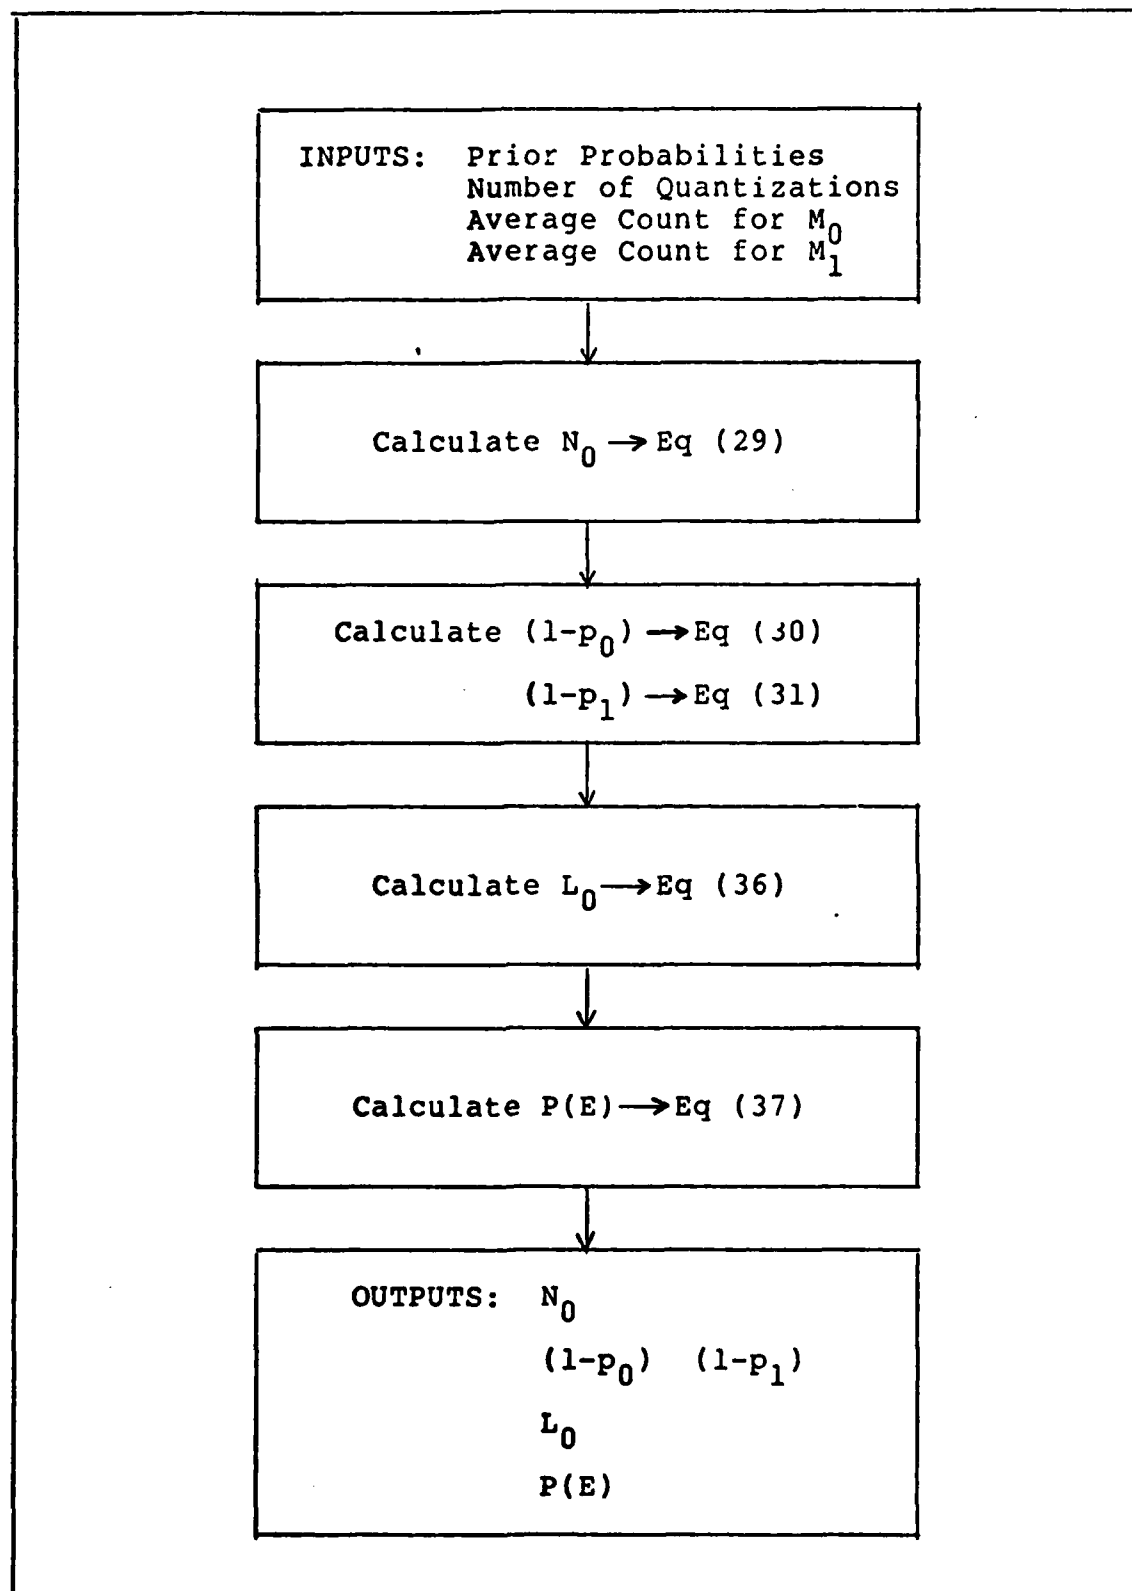 INPUTS: Prior Probabilities
Number of Quantizations
Average Count for M₀
Average Count for M₁
Calculate N₀ → Eq (29)
Calculate (1-p₀) → Eq (30)
(1-p₁) → Eq (31)
Calculate L₀ → Eq (36)
Calculate P(E) → Eq (37)
OUTPUTS: N₀
(1-p₀) (1-p₁)
L₀
P(E)